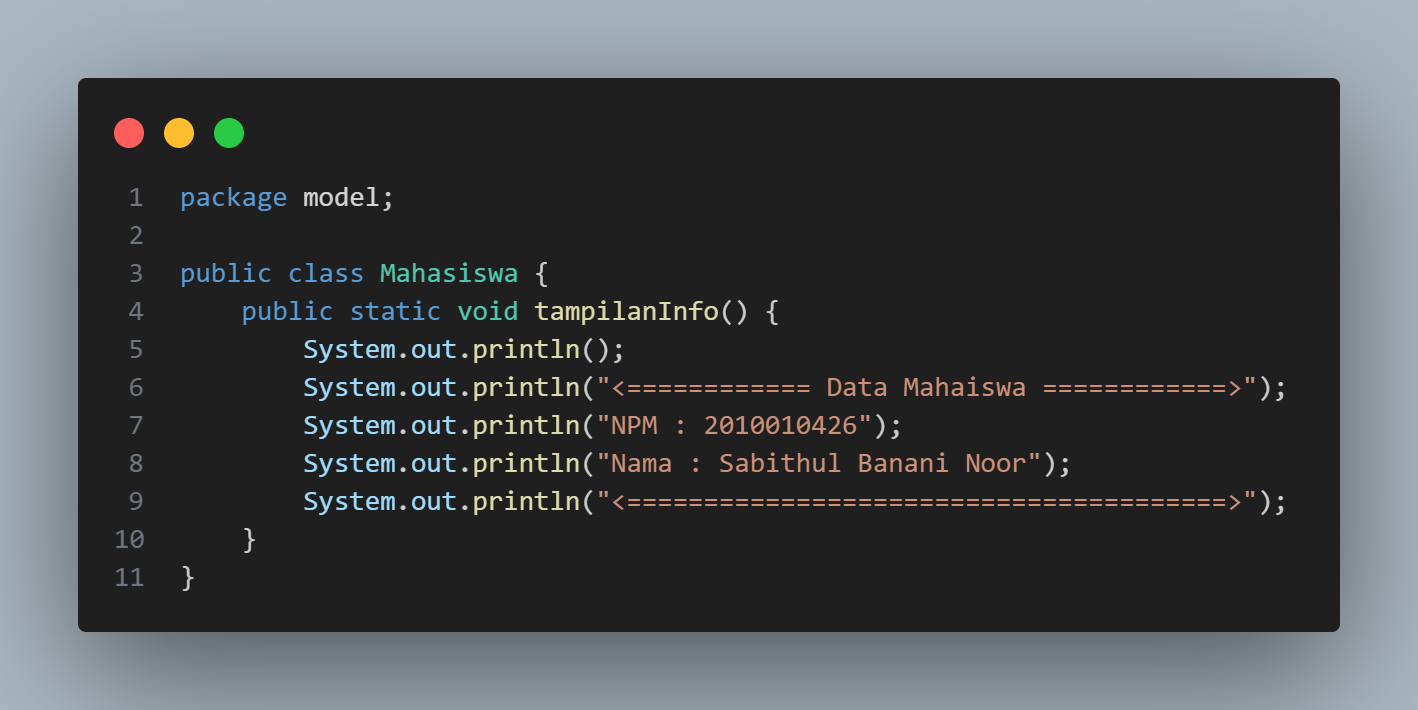 1 package model;
2
3 public class Mahasiswa {
4     public static void tampilanInfo() {
5         System.out.println();
6         System.out.println("<============ Data Mahaiswa ============>");
7         System.out.println("NPM : 2010010426");
8         System.out.println("Nama : Sabithul Banani Noor");
9         System.out.println("<=======================================>");
10     }
11 }